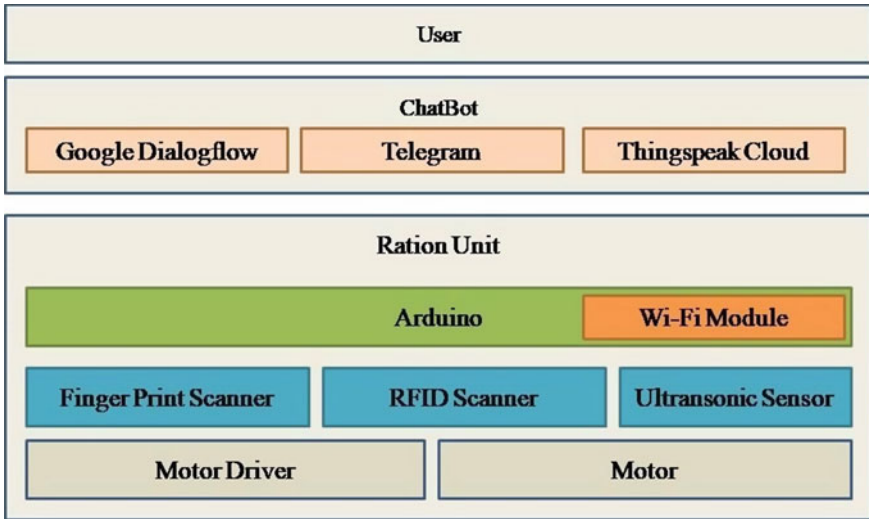 User
ChatBot
Google Dialogflow
Telegram
Thingspeak Cloud
Ration Unit
Arduino
Wi-Fi Module
Finger Print Scanner
RFID Scanner
Ultransonic Sensor
Motor Driver
Motor